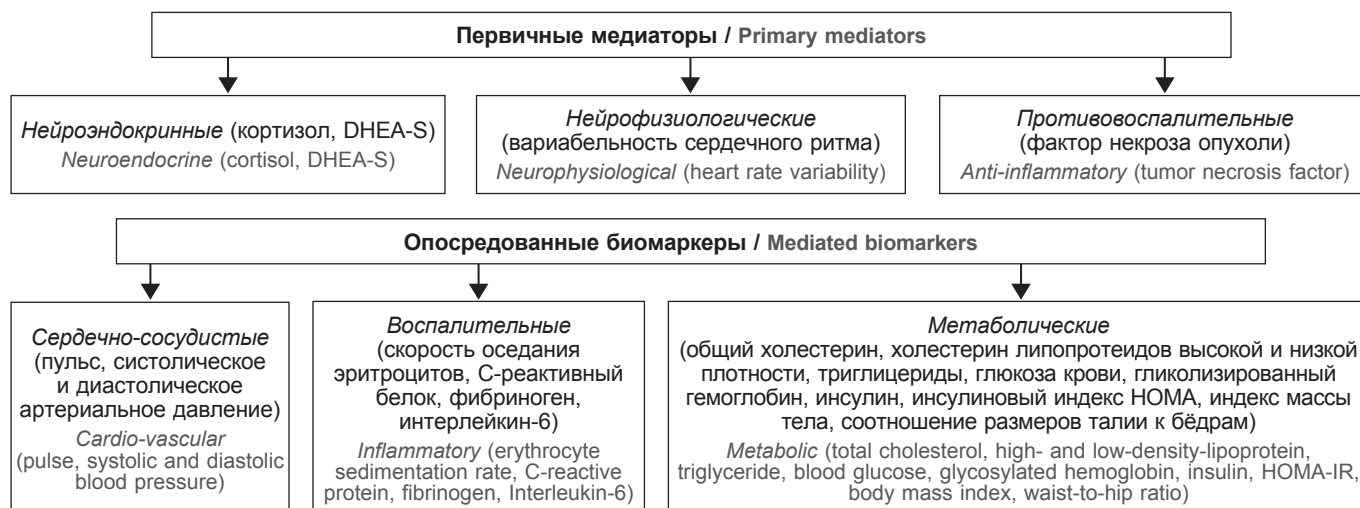 Первичные медиаторы / Primary mediators
Нейроэндокринные (кортизол, DHEA-S)
Neuroendocrine (cortisol, DHEA-S)
Нейрофизиологические
(вариабельность сердечного ритма)
Neurophysiological (heart rate variability)
Противовоспалительные
(фактор некроза опухоли)
Anti-inflammatory (tumor necrosis factor)
Опосредованные биомаркеры / Mediated biomarkers
Сердечно-сосудистые
(пульс, систолическое
и диастолическое
артериальное давление)
Cardio-vascular
(pulse, systolic and diastolic
blood pressure)
Воспалительные
(скорость оседания
эритроцитов, С-реактивный
белок, фибриноген,
интерлейкин-6)
Inflammatory (erythrocyte
sedimentation rate, C-reactive
protein, fibrinogen, Interleukin-6)
Метаболические
(общий холестерин, холестерин липопротеидов высокой и низкой
плотности, триглицериды, глюкоза крови, гликолизированный
гемоглобин, инсулин, инсулиновый индекс HOMA, индекс массы
тела, соотношение размеров талии к бёдрам)
Metabolic (total cholesterol, high- and low-density-lipoprotein,
triglyceride, blood glucose, glycosylated hemoglobin, insulin, HOMA-IR,
body mass index, waist-to-hip ratio)